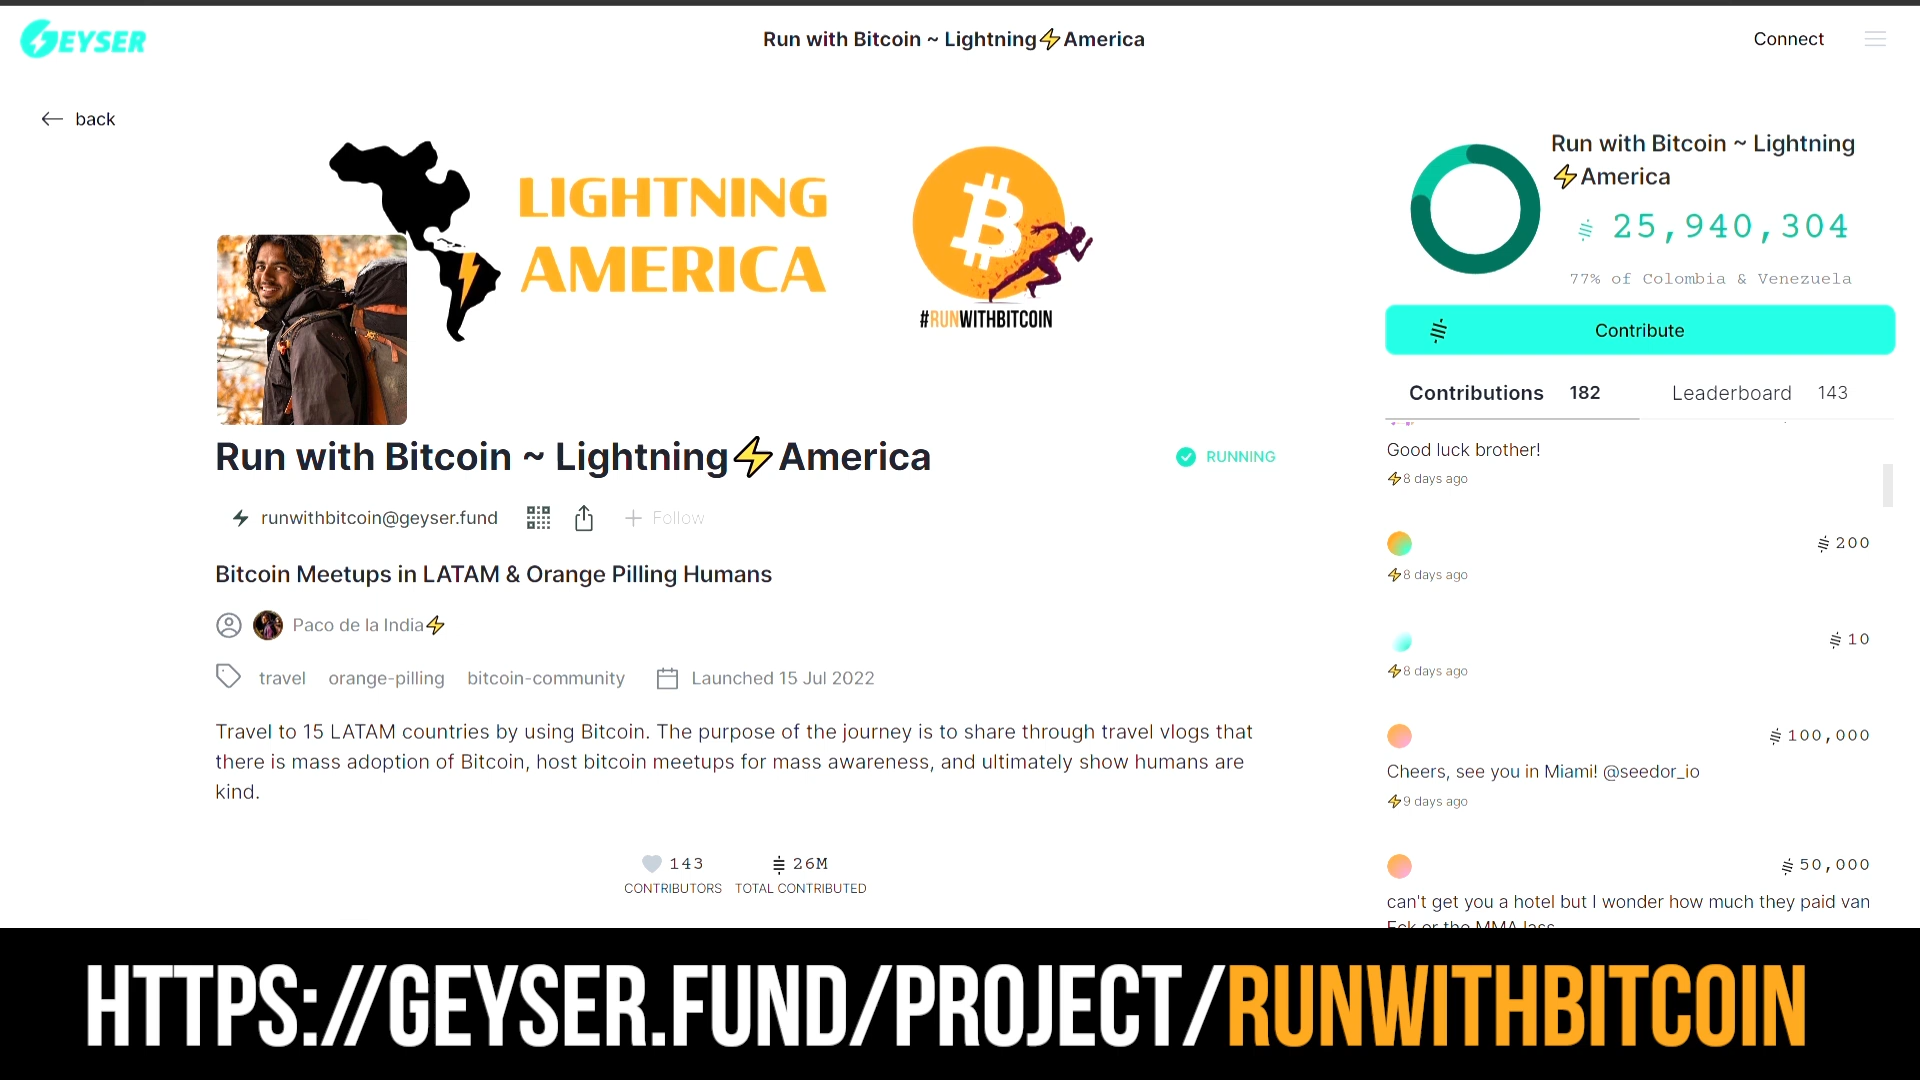 GEYSER
Run with Bitcoin ~ Lightning⚡America
Connect
back
LIGHTNING
AMERICA
#RUNWITHBITCOIN
Run with Bitcoin ~ Lightning⚡America
RUNNING
runwithbitcoin@geyser.fund
Follow
Bitcoin Meetups in LATAM & Orange Pilling Humans
Paco de la India⚡
travel orange-pilling bitcoin-community Launched 15 Jul 2022
Travel to 15 LATAM countries by using Bitcoin. The purpose of the journey is to share through travel vlogs that
there is mass adoption of Bitcoin, host bitcoin meetups for mass awareness, and ultimately show humans are
kind.
143 26M
CONTRIBUTORS TOTAL CONTRIBUTED
Run with Bitcoin ~ Lightning
⚡America
25,940,304
77% of Colombia & Venezuela
Contribute
Contributions 182 Leaderboard 143
Good luck brother!
⚡8 days ago
200
⚡8 days ago
10
⚡8 days ago
100,000
Cheers, see you in Miami! @seedor_io
⚡9 days ago
50,000
can't get you a hotel but I wonder how much they paid van
Eck or the MMA lass
HTTPS://GEYSER.FUND/PROJECT/RUNWITHBITCOIN